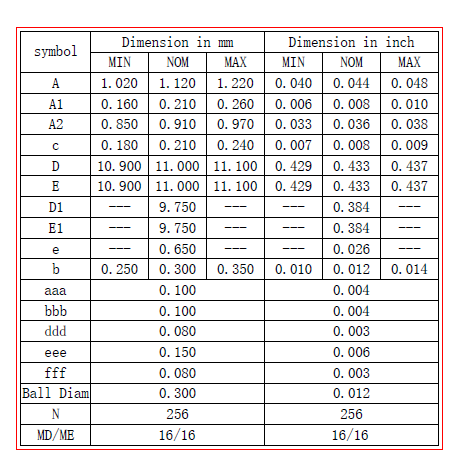 symbol Dimension in mm Dimension in inch
MIN NOM MAX MIN NOM MAX
A 1.020 1.120 1.220 0.040 0.044 0.048
A1 0.160 0.210 0.260 0.006 0.008 0.010
A2 0.850 0.910 0.970 0.033 0.036 0.038
c 0.180 0.210 0.240 0.007 0.008 0.009
D 10.900 11.000 11.100 0.429 0.433 0.437
E 10.900 11.000 11.100 0.429 0.433 0.437
D1 --- 9.750 --- --- 0.384 ---
E1 --- 9.750 --- --- 0.384 ---
e --- 0.650 --- --- 0.026 ---
b 0.250 0.300 0.350 0.010 0.012 0.014
aaa 0.100 0.004
bbb 0.100 0.004
ddd 0.080 0.003
eee 0.150 0.006
fff 0.080 0.003
Ball Diam 0.300 0.012
N 256 256
MD/ME 16/16 16/16